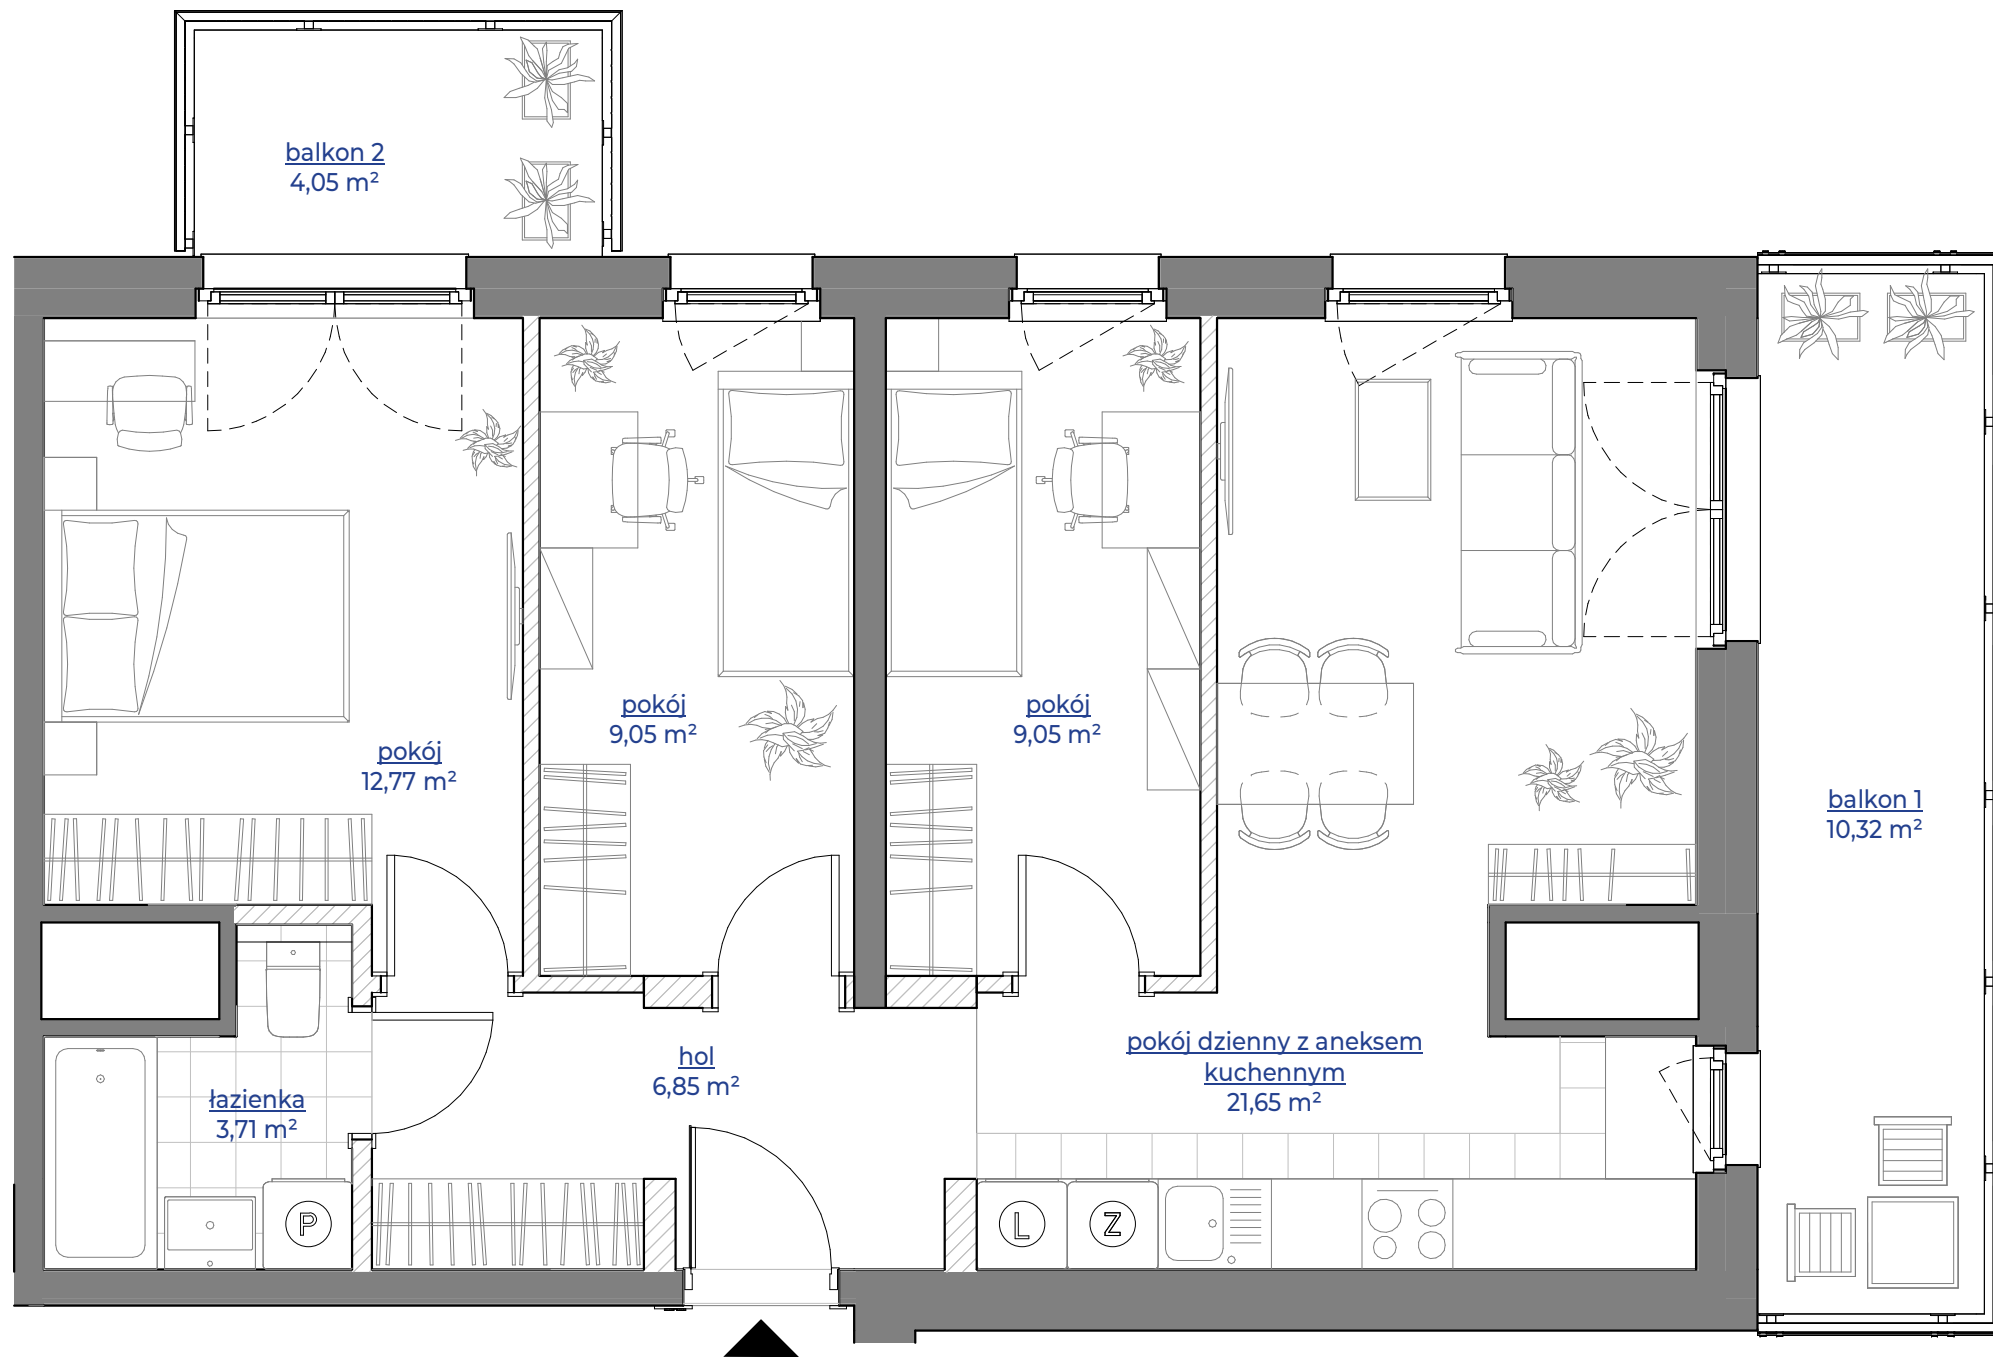 balkon 2
4,05 m²
pokój
12,77 m²
pokój
9,05 m²
pokój
9,05 m²
balkon 1
10,32 m²
hol
6,85 m²
pokój dzienny z aneksem
kuchennym
21,65 m²
łazienka
3,71 m²
P
L
Z